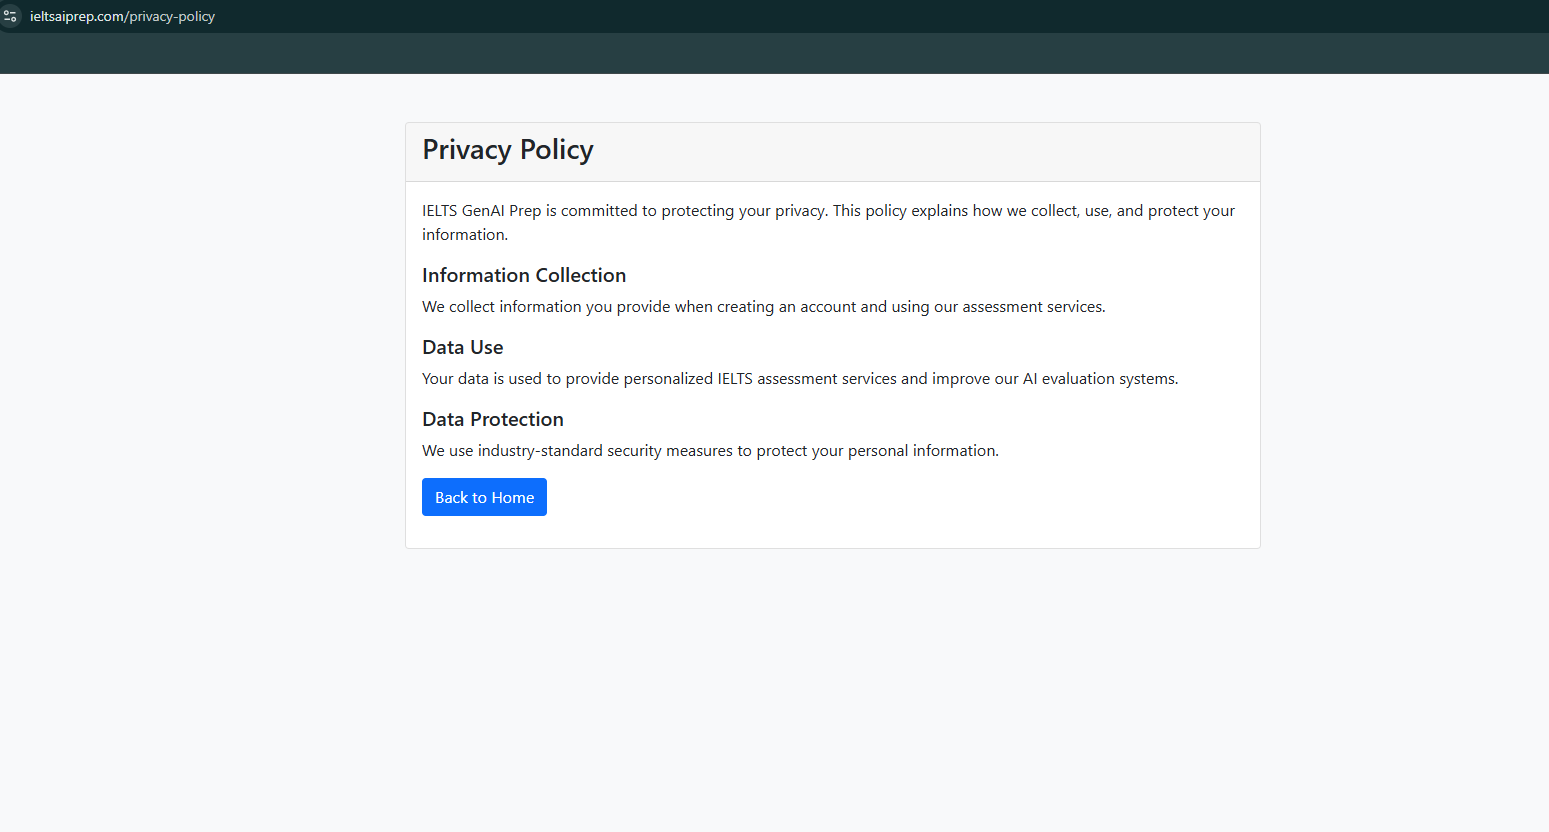 ieltsaiprep.com/privacy-policy
Privacy Policy
IELTS GenAI Prep is committed to protecting your privacy. This policy explains how we collect, use, and protect your
information.
Information Collection
We collect information you provide when creating an account and using our assessment services.
Data Use
Your data is used to provide personalized IELTS assessment services and improve our AI evaluation systems.
Data Protection
We use industry-standard security measures to protect your personal information.
Back to Home